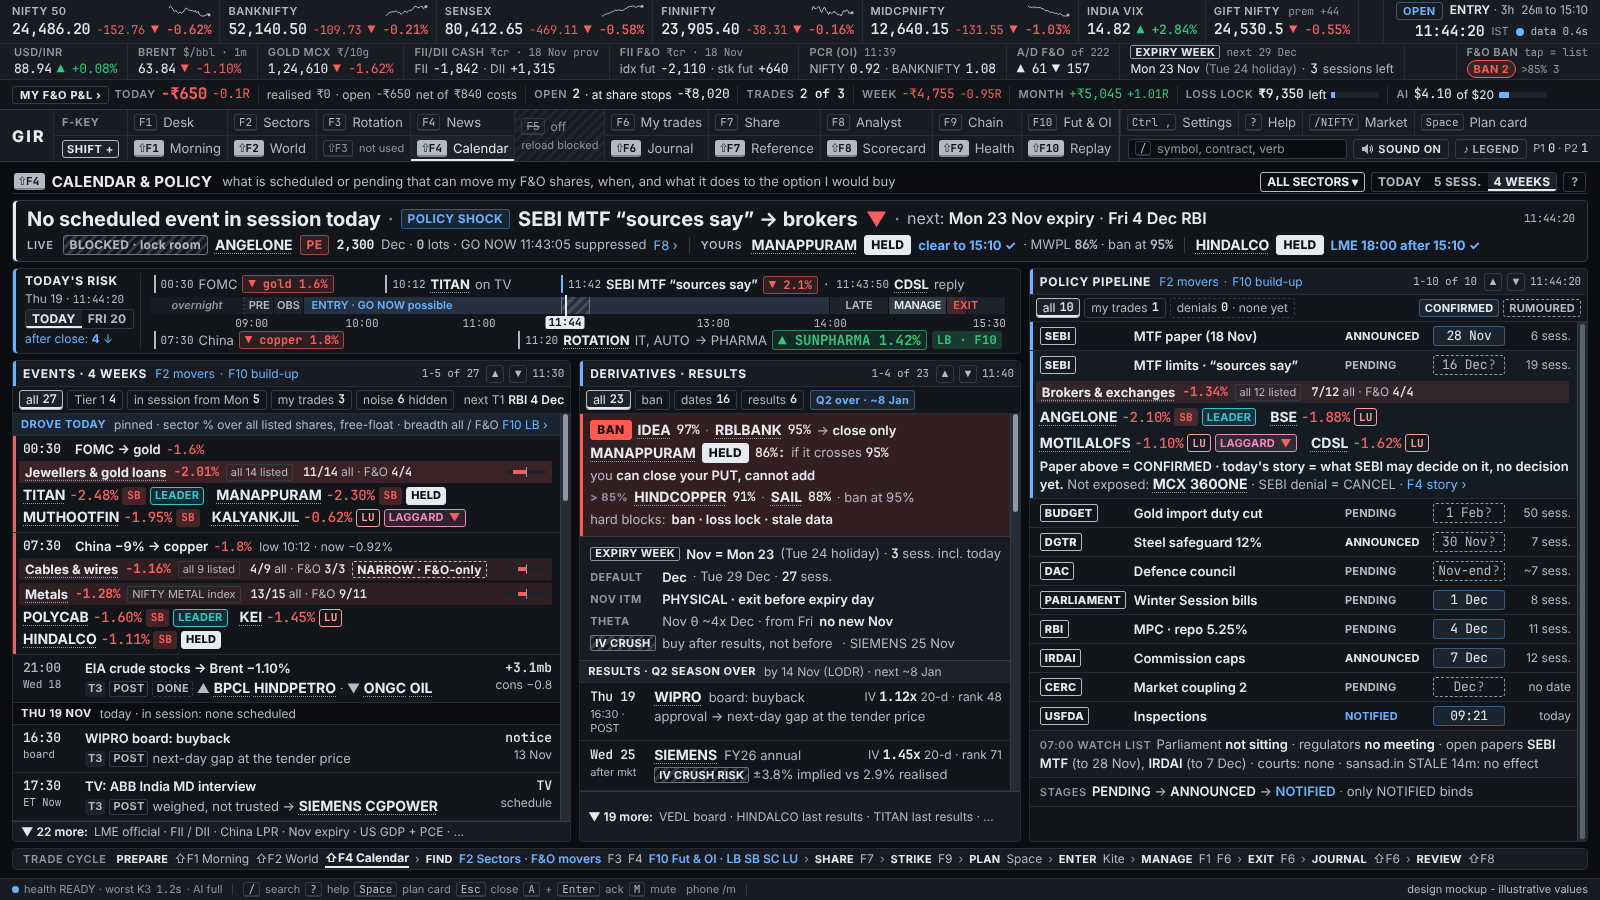 NIFTY 50
24,486.20 -152.76 ▼ -0.62%
BANKNIFTY
52,140.50 -109.73 ▼ -0.21%
SENSEX
80,412.65 -469.11 ▼ -0.58%
FINNIFTY
23,905.40 -38.31 ▼ -0.16%
MIDCPNIFTY
12,640.15 -131.55 ▼ -1.03%
INDIA VIX
14.82 ▲ +2.84%
GIFT NIFTY prem +44
24,530.5 ▼ -0.55%
OPEN ENTRY · 3h 26m to 15:10
11:44:20 IST ● data 0.4s
USD/INR
88.94 ▲ +0.08%
BRENT $/bbl · 1m
63.84 ▼ -1.10%
GOLD MCX ₹/10g
1,24,610 ▼ -1.62%
FII/DII CASH ₹cr · 18 Nov prov
FII -1,842 · DII +1,315
FII F&O ₹cr · 18 Nov
idx fut -2,110 · stk fut +640
PCR (OI) 11:39
NIFTY 0.92 · BANKNIFTY 1.08
A/D F&O of 222
▲ 61 ▼ 157
EXPIRY WEEK next 29 Dec
Mon 23 Nov (Tue 24 holiday) · 3 sessions left
F&O BAN tap = list
BAN 2 >85% 3
MY F&O P&L › TODAY -₹650 -0.1R realised ₹0 · open -₹650 net of ₹840 costs OPEN 2 · at share stops -₹8,020 TRADES 2 of 3 WEEK -₹4,755 -0.95R MONTH +₹5,045 +1.01R LOSS LOCK ₹9,350 left AI $4.10 of $20
GIR
F-KEY F1 Desk F2 Sectors F3 Rotation F4 News F5 off F6 My trades F7 Share F8 Analyst F9 Chain F10 Fut & OI Ctrl , Settings ? Help /NIFTY Market Space Plan card
SHIFT + ⇧F1 Morning ⇧F2 World ⇧F3 not used ⇧F4 Calendar reload blocked ⇧F6 Journal ⇧F7 Reference ⇧F8 Scorecard ⇧F9 Health ⇧F10 Replay / symbol, contract, verb SOUND ON ♪ LEGEND P1 0 · P2 1
⇧F4 CALENDAR & POLICY what is scheduled or pending that can move my F&O shares, when, and what it does to the option I would buy
ALL SECTORS ▾ TODAY 5 SESS. 4 WEEKS ?
No scheduled event in session today · POLICY SHOCK SEBI MTF “sources say” → brokers ▼ · next: Mon 23 Nov expiry · Fri 4 Dec RBI 11:44:20
LIVE BLOCKED · lock room ANGELONE PE 2,300 Dec · 0 lots · GO NOW 11:43:05 suppressed F8 › YOURS MANAPPURAM HELD clear to 15:10 ✓ · MWPL 86% · ban at 95% HINDALCO HELD LME 18:00 after 15:10 ✓
TODAY'S RISK
Thu 19 · 11:44:20
TODAY FRI 20
after close: 4 ↓
00:30 FOMC ▼ gold 1.6% 10:12 TITAN on TV 11:42 SEBI MTF “sources say” ▼ 2.1% · 11:43:50 CDSL reply
overnight PRE OBS ENTRY · GO NOW possible LATE MANAGE EXIT
09:00 10:00 11:00 11:44 13:00 14:00 15:30
07:30 China ▼ copper 1.8% 11:20 ROTATION IT, AUTO → PHARMA ▲ SUNPHARMA 1.42% LB · F10
EVENTS · 4 WEEKS F2 movers · F10 build-up 1-5 of 27 ▲ ▼ 11:30
all 27 Tier 1 4 in session from Mon 5 my trades 3 noise 6 hidden next T1 RBI 4 Dec
DROVE TODAY pinned · sector % over all listed shares, free-float · breadth all / F&O F10 LB ›
00:30 FOMC → gold -1.6%
Jewellers & gold loans -2.01% all 14 listed 11/14 all · F&O 4/4
TITAN -2.48% SB LEADER MANAPPURAM -2.30% SB HELD
MUTHOOTFIN -1.95% SB KALYANKJIL -0.62% LU LAGGARD ▼
07:30 China −9% → copper -1.8% low 10:12 · now −0.92%
Cables & wires -1.16% all 9 listed 4/9 all · F&O 3/3 NARROW · F&O-only
Metals -1.28% NIFTY METAL index 13/15 all · F&O 9/11
POLYCAB -1.60% SB LEADER KEI -1.45% LU
HINDALCO -1.11% SB HELD
21:00 EIA crude stocks → Brent −1.10% +3.1mb
Wed 18 T3 POST DONE ▲ BPCL HINDPETRO · ▼ ONGC OIL cons −0.8
THU 19 NOV today · in session: none scheduled
16:30 WIPRO board: buyback notice
board T3 POST next-day gap at the tender price 13 Nov
17:30 TV: ABB India MD interview TV
ET Now T3 POST weighed, not trusted → SIEMENS CGPOWER schedule
▼ 22 more: LME official · FII / DII · China LPR · Nov expiry · US GDP + PCE · ...
DERIVATIVES · RESULTS 1-4 of 23 ▲ ▼ 11:40
all 23 ban dates 16 results 6 Q2 over · ~8 Jan
BAN IDEA 97% · RBLBANK 95% → close only
MANAPPURAM HELD 86%: if it crosses 95%
you can close your PUT, cannot add
> 85% HINDCOPPER 91% · SAIL 88% · ban at 95%
hard blocks: ban · loss lock · stale data
EXPIRY WEEK Nov = Mon 23 (Tue 24 holiday) · 3 sess. incl. today
DEFAULT Dec · Tue 29 Dec · 27 sess.
NOV ITM PHYSICAL · exit before expiry day
THETA Nov θ ~4x Dec · from Fri no new Nov
IV CRUSH buy after results, not before · SIEMENS 25 Nov
RESULTS · Q2 SEASON OVER by 14 Nov (LODR) · next ~8 Jan
Thu 19 WIPRO board: buyback IV 1.12x 20-d · rank 48
16:30 · POST approval → next-day gap at the tender price
Wed 25 SIEMENS FY26 annual IV 1.45x 20-d · rank 71
after mkt IV CRUSH RISK ±3.8% implied vs 2.9% realised
▼ 19 more: VEDL board · HINDALCO last results · TITAN last results · ...
POLICY PIPELINE F2 movers · F10 build-up 1-10 of 10 ▲ ▼ 11:44:20
all 10 my trades 1 denials 0 · none yet CONFIRMED RUMOURED
SEBI MTF paper (18 Nov) ANNOUNCED 28 Nov 6 sess.
SEBI MTF limits · “sources say” PENDING 16 Dec? 19 sess.
Brokers & exchanges -1.34% all 12 listed 7/12 all · F&O 4/4
ANGELONE -2.10% SB LEADER BSE -1.88% LU
MOTILALOFS -1.10% LU LAGGARD ▼ CDSL -1.62% LU
Paper above = CONFIRMED · today's story = what SEBI may decide on it, no decision
yet. Not exposed: MCX 360ONE · SEBI denial = CANCEL · F4 story ›
BUDGET Gold import duty cut PENDING 1 Feb? 50 sess.
DGTR Steel safeguard 12% ANNOUNCED 30 Nov? 7 sess.
DAC Defence council PENDING Nov-end? ~7 sess.
PARLIAMENT Winter Session bills PENDING 1 Dec 8 sess.
RBI MPC · repo 5.25% PENDING 4 Dec 11 sess.
IRDAI Commission caps ANNOUNCED 7 Dec 12 sess.
CERC Market coupling 2 PENDING Dec? no date
USFDA Inspections NOTIFIED 09:21 today
07:00 WATCH LIST Parliament not sitting · regulators no meeting · open papers SEBI
MTF (to 28 Nov), IRDAI (to 7 Dec) · courts: none · sansad.in STALE 14m: no effect
STAGES PENDING → ANNOUNCED → NOTIFIED · only NOTIFIED binds
TRADE CYCLE PREPARE ⇧F1 Morning ⇧F2 World ⇧F4 Calendar › FIND F2 Sectors · F&O movers F3 F4 F10 Fut & OI · LB SB SC LU › SHARE F7 › STRIKE F9 › PLAN Space › ENTER Kite › MANAGE F1 F6 › EXIT F6 › JOURNAL ⇧F6 › REVIEW ⇧F8
● health READY · worst K3 1.2s · AI full / search ? help Space plan card Esc close A + Enter ack M mute phone /m design mockup - illustrative values